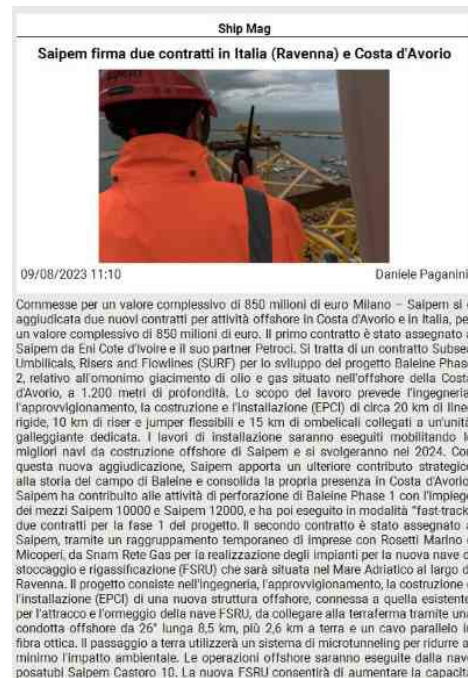 Ship Mag
Saipem firma due contratti in Italia (Ravenna) e Costa d'Avorio
09/08/2023 11:10
Daniele Paganini
Commesse per un valore complessivo di 850 milioni di euro Milano – Saipem si
aggiudicata due nuovi contratti per attività offshore in Costa d'Avorio e in Italia, pe
un valore complessivo di 850 milioni di euro. Il primo contratto è stato assegnato
Saipem da Eni Cote d'Ivoire e il suo partner Petroci. Si tratta di un contratto Subsea
Umbilicals, Risers and Flowlines (SURF) per lo sviluppo del progetto Baleine Phase
2, relativo all'omonimo giacimento di olio e gas situato nell'offshore della Costa
d'Avorio, a 1.200 metri di profondità. Lo scopo del lavoro prevede l'ingegneria
l'approvvigionamento, la costruzione e l'installazione (EPCI) di circa 20 km di linee
rigide, 10 km di riser e jumper flessibili e 15 km di ombelicali collegati a un'unità
galleggiante dedicata. I lavori di installazione saranno eseguiti mobilitando l
migliori navi da costruzione offshore di Saipem e si svolgeranno nel 2024. Con
questa nuova aggiudicazione, Saipem apporta un ulteriore contributo strategico
alla storia del campo di Baleine e consolida la propria presenza in Costa d'Avorio
Saipem ha contribuito alle attività di perforazione di Baleine Phase 1 con l'impiego
dei mezzi Saipem 10000 e Saipem 12000, e ha poi eseguito in modalità "fast-track
due contratti per la fase 1 del progetto. Il secondo contratto è stato assegnato
Saipem, tramite un raggruppamento temporaneo di imprese con Rosetti Marino
Micoperi, da Snam Rete Gas per la realizzazione degli impianti per la nuova nave d
stoccaggio e rigassificazione (FSRU) che sarà situata nel Mare Adriatico al largo d
Ravenna. Il progetto consiste nell'ingegneria, l'approvvigionamento, la costruzione
l'installazione (EPCI) di una nuova struttura offshore, connessa a quella esistente
per l'attracco e l'ormeggio della nave FSRU, da collegare alla terraferma tramite una
condotta offshore da 26" lunga 8,5 km, più 2,6 km a terra e un cavo parallelo in
fibra ottica. Il passaggio a terra utilizzerà un sistema di microtunneling per ridurre a
minimo l'impatto ambientale. Le operazioni offshore saranno eseguite dalla nave
posatubi Saipem Castoro 10. La nuova FSRU consentirà di aumentare la capacità